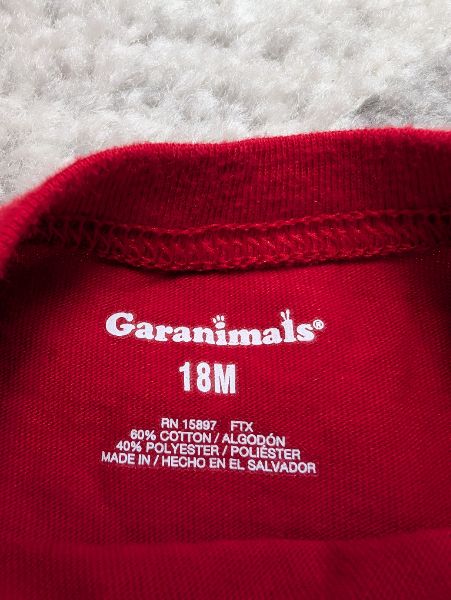 Garanimals®
18M
RN 15897 FTX
60% COTTON / ALGODÓN
40% POLYESTER / POLIÉSTER
MADE IN / HECHO EN EL SALVADOR